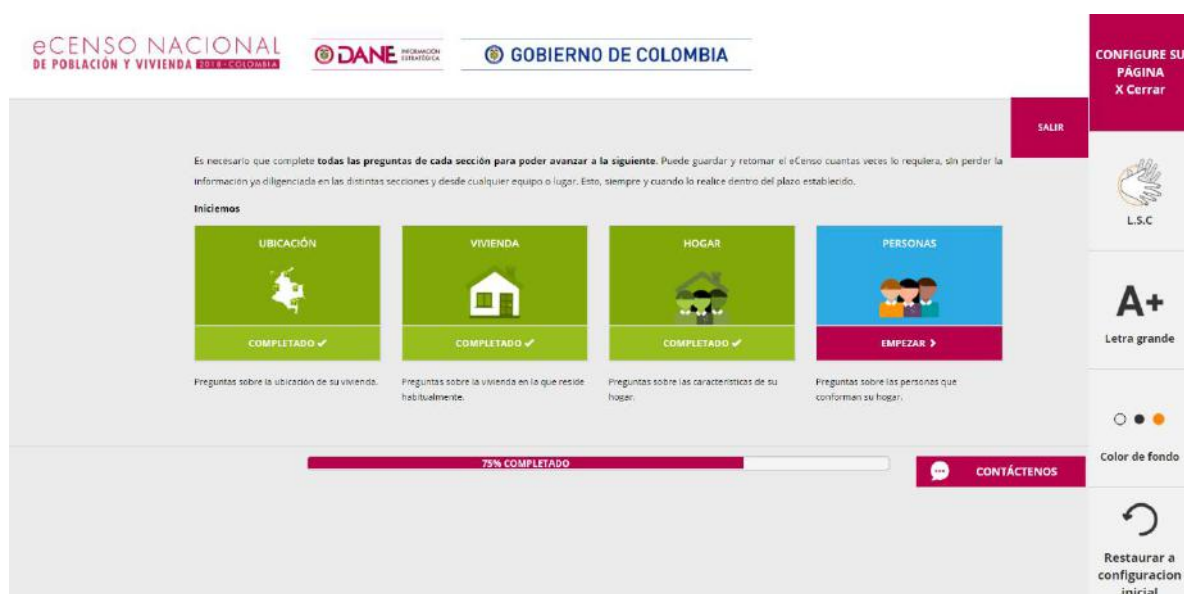 eCENSO NACIONAL
DE POBLACIÓN Y VIVIENDA 2018 - COLOMBIA
DANE INFORMACIÓN
ESTRATÉGICA
GOBIERNO DE COLOMBIA
CONFIGURE SU
PÁGINA
X Cerrar
SALIR
Es necesario que complete todas las preguntas de cada sección para poder avanzar a la siguiente. Puede guardar y retomar el eCenso cuantas veces lo requiera, sin perder la
información ya diligenciada en las distintas secciones y desde cualquier equipo o lugar. Esto, siempre y cuando lo realice dentro del plazo establecido.
Iniciemos
UBICACIÓN
COMPLETADO ✓
Preguntas sobre la ubicación de su vivienda.
VIVIENDA
COMPLETADO ✓
Preguntas sobre la vivienda en la que reside
habitualmente.
HOGAR
COMPLETADO ✓
Preguntas sobre las características de su
hogar.
PERSONAS
EMPEZAR >
Preguntas sobre las personas que
conforman su hogar.
75% COMPLETADO
CONTÁCTENOS
L.S.C
A+
Letra grande
Color de fondo
Restaurar a
configuracion
inicial